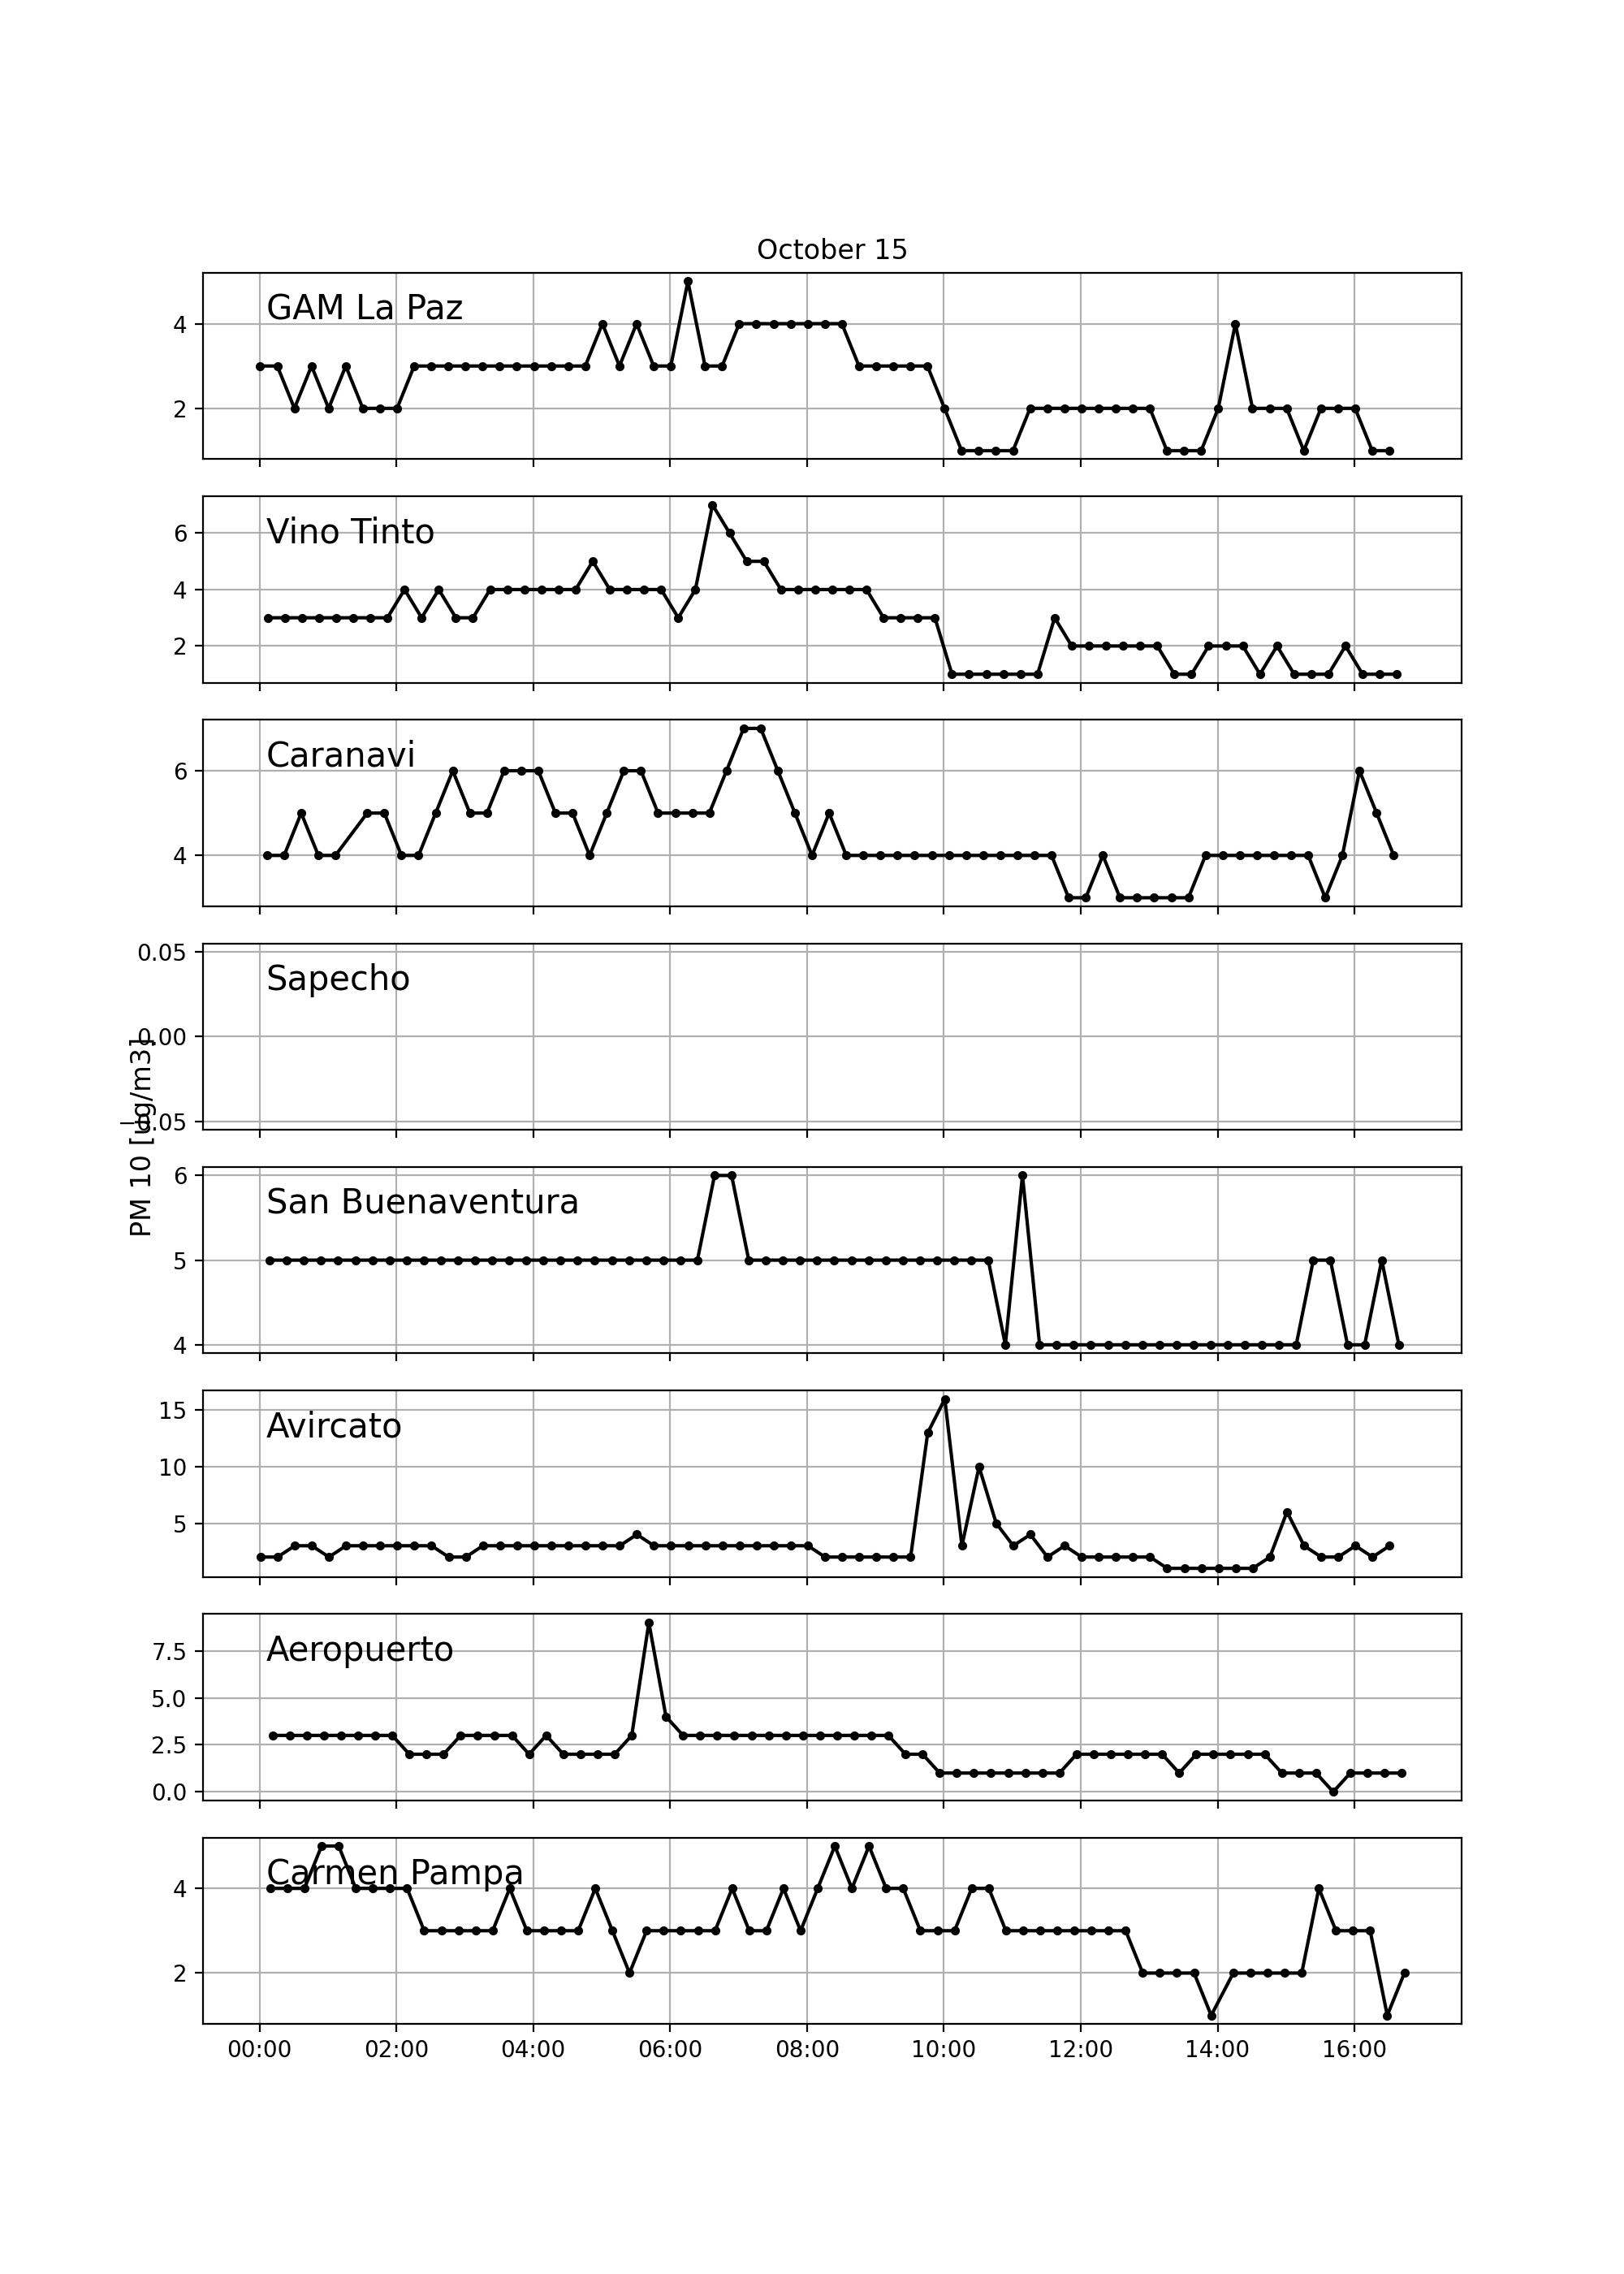 October 15
GAM La Paz
4
2
Vino Tinto
6
4
2
Caranavi
6
4
0.05
Sapecho
0.00
−0.05
PM 10 [ug/m3]
6
San Buenaventura
5
4
15
Avircato
10
5
7.5
Aeropuerto
5.0
2.5
0.0
Carmen Pampa
4
2
00:00 02:00 04:00 06:00 08:00 10:00 12:00 14:00 16:00